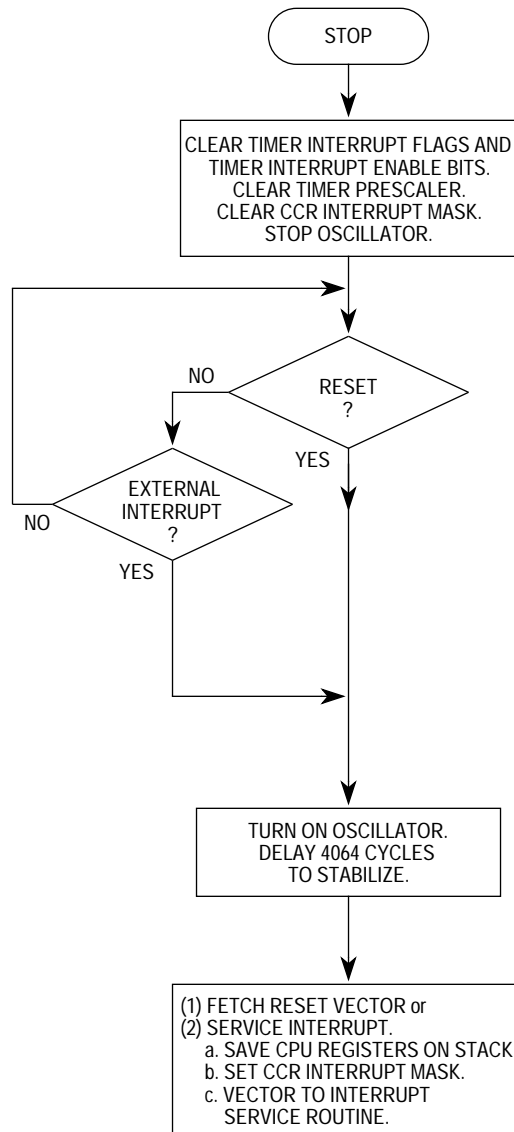 STOP
CLEAR TIMER INTERRUPT FLAGS AND
TIMER INTERRUPT ENABLE BITS.
CLEAR TIMER PRESCALER.
CLEAR CCR INTERRUPT MASK.
STOP OSCILLATOR.
NO
RESET
?
YES
EXTERNAL
INTERRUPT
?
NO
YES
TURN ON OSCILLATOR.
DELAY 4064 CYCLES
TO STABILIZE.
(1) FETCH RESET VECTOR or
(2) SERVICE INTERRUPT.
a. SAVE CPU REGISTERS ON STACK.
b. SET CCR INTERRUPT MASK.
c. VECTOR TO INTERRUPT
SERVICE ROUTINE.